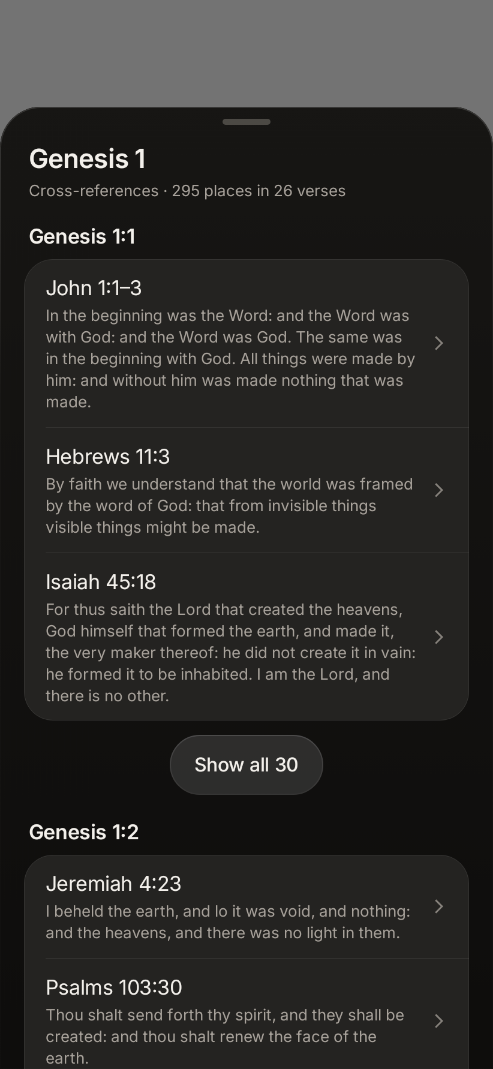 Genesis 1
Cross-references · 295 places in 26 verses
Genesis 1:1
John 1:1–3
In the beginning was the Word: and the Word was
with God: and the Word was God. The same was
in the beginning with God. All things were made by
him: and without him was made nothing that was
made.
Hebrews 11:3
By faith we understand that the world was framed
by the word of God: that from invisible things
visible things might be made.
Isaiah 45:18
For thus saith the Lord that created the heavens,
God himself that formed the earth, and made it,
the very maker thereof: he did not create it in vain:
he formed it to be inhabited. I am the Lord, and
there is no other.
Show all 30
Genesis 1:2
Jeremiah 4:23
I beheld the earth, and lo it was void, and nothing:
and the heavens, and there was no light in them.
Psalms 103:30
Thou shalt send forth thy spirit, and they shall be
created: and thou shalt renew the face of the
earth.